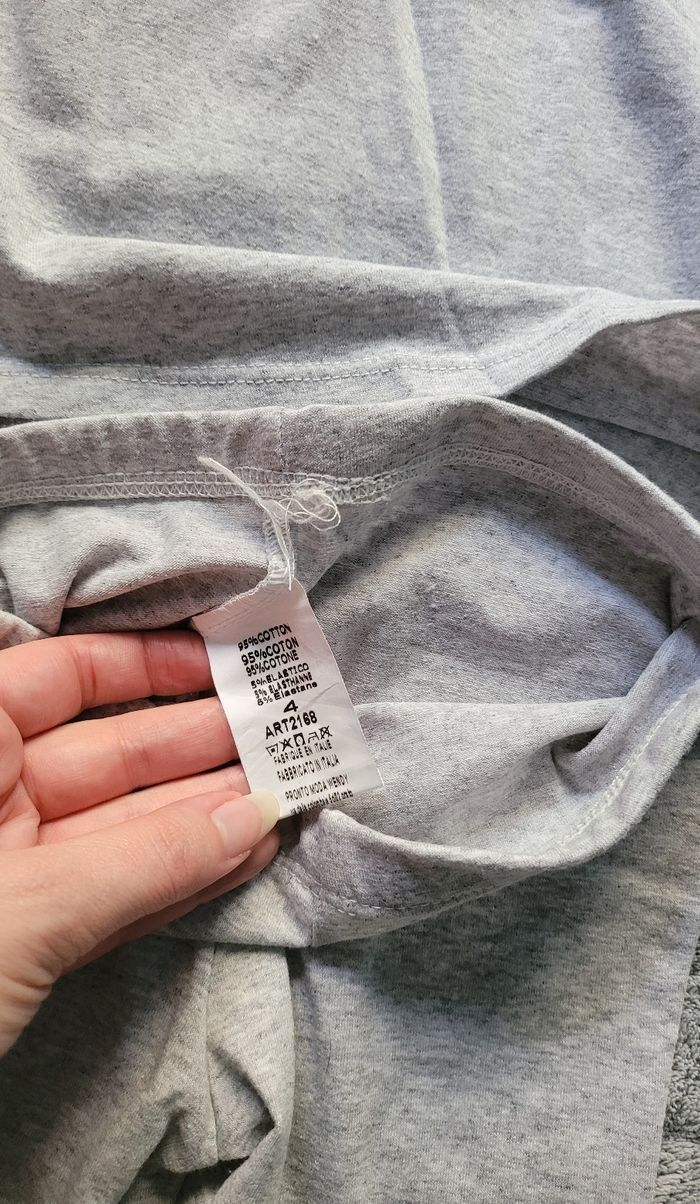 95%COTTON
95%COTON
95%COTONE
5%ELASTICO
5% ELASTHANNE
5% Elastane
4
ART2168
FABRIQUE EN ITALIE
FABBRICATO IN ITALIA
PRONTO MODA WENDY